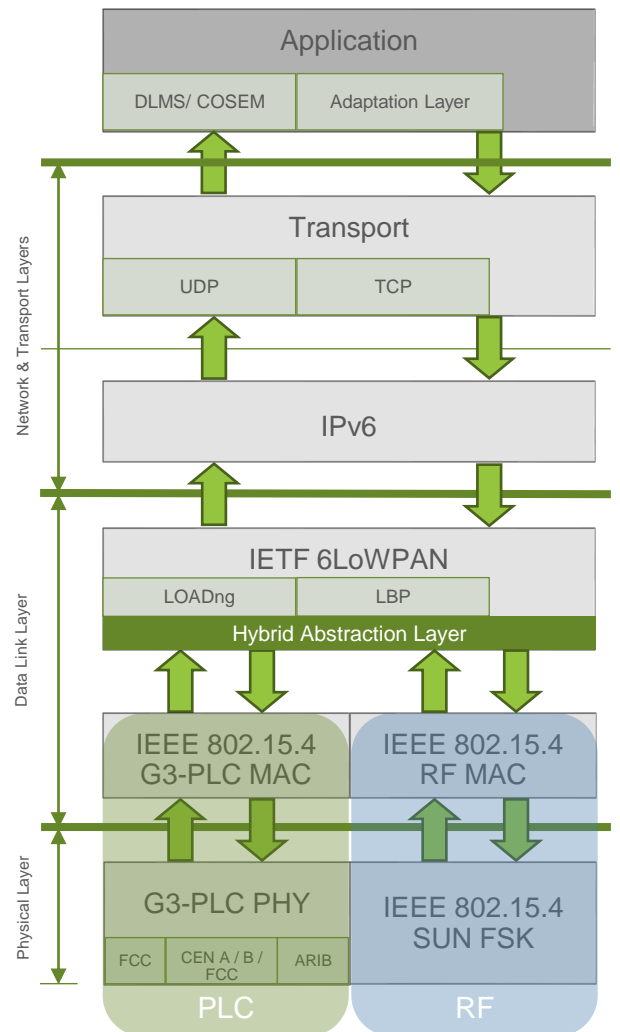 Application
DLMS/ COSEM
Adaptation Layer
Network & Transport Layers
Transport
UDP
TCP
IPv6
Data Link Layer
IETF 6LoWPAN
LOADng
LBP
Hybrid Abstraction Layer
IEEE 802.15.4
G3-PLC MAC
IEEE 802.15.4
RF MAC
Physical Layer
G3-PLC PHY
FCC
CEN A / B /
FCC
ARIB
IEEE 802.15.4
SUN FSK
PLC
RF